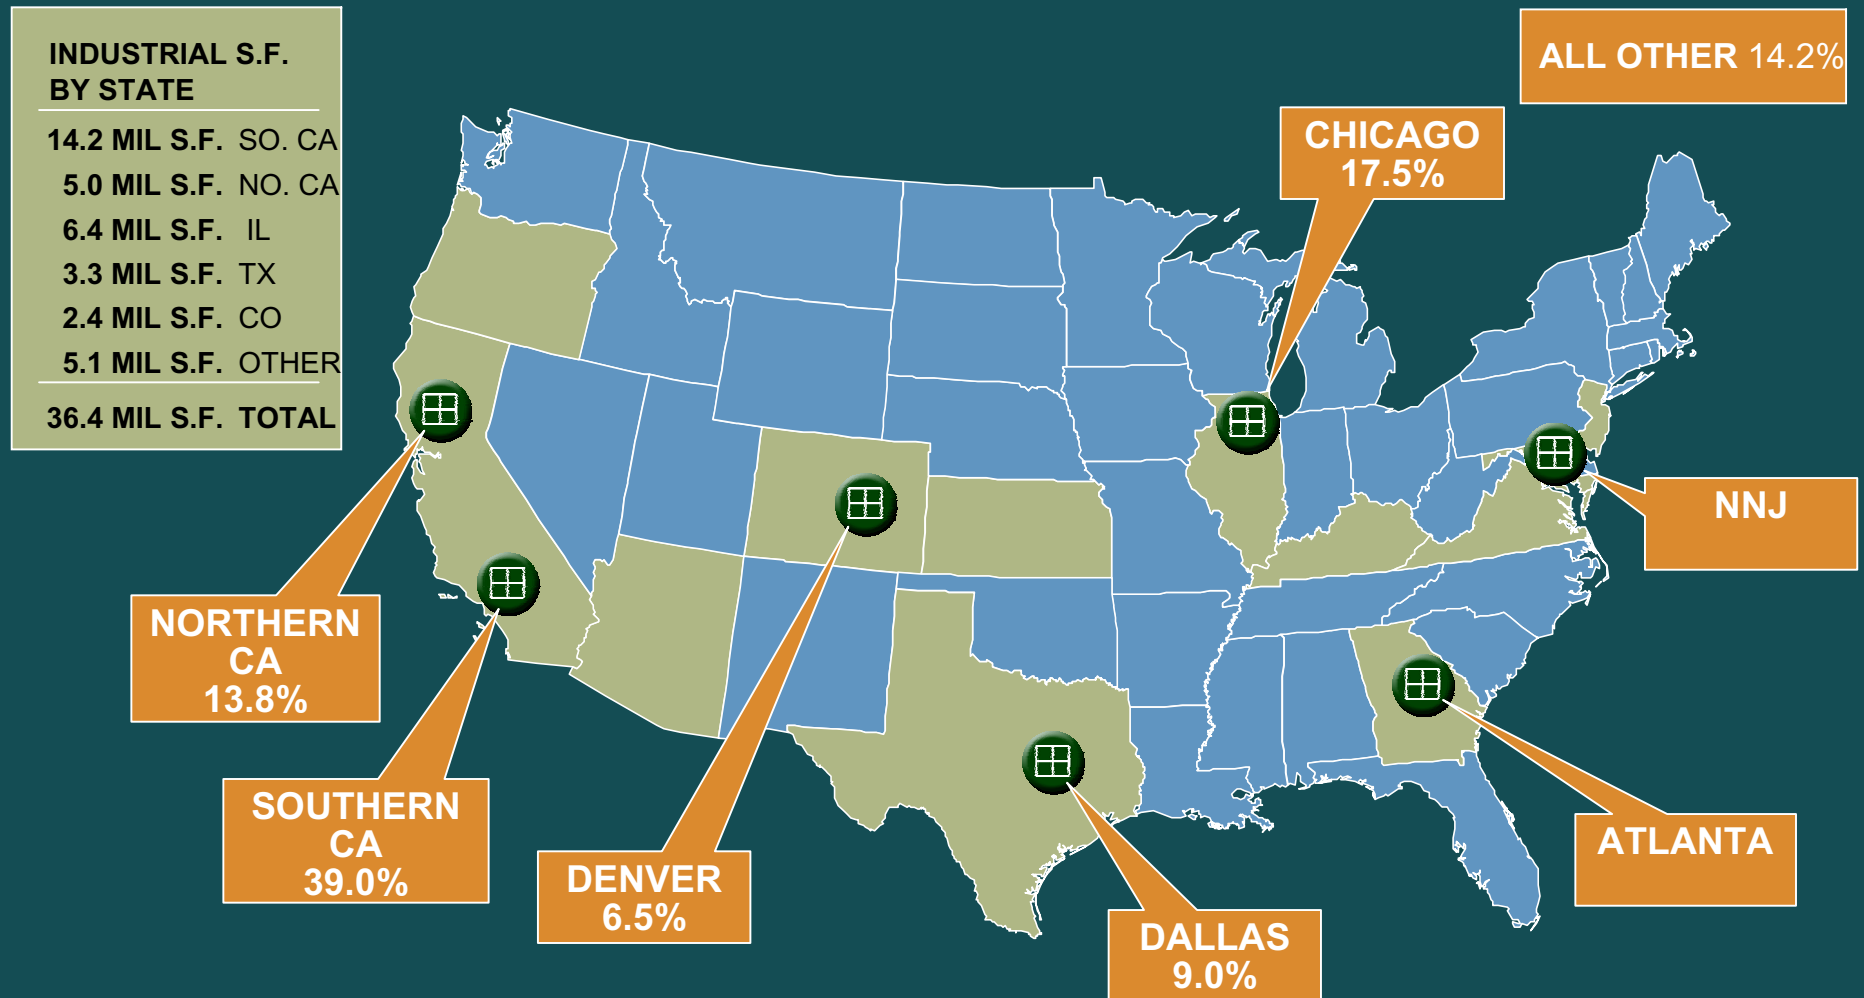 INDUSTRIAL S.F.
BY STATE
14.2 MIL S.F. SO. CA
5.0 MIL S.F. NO. CA
6.4 MIL S.F. IL
3.3 MIL S.F. TX
2.4 MIL S.F. CO
5.1 MIL S.F. OTHER
36.4 MIL S.F. TOTAL
ALL OTHER 14.2%
CHICAGO
17.5%
NNJ
NORTHERN
CA
13.8%
SOUTHERN
CA
39.0%
DENVER
6.5%
DALLAS
9.0%
ATLANTA